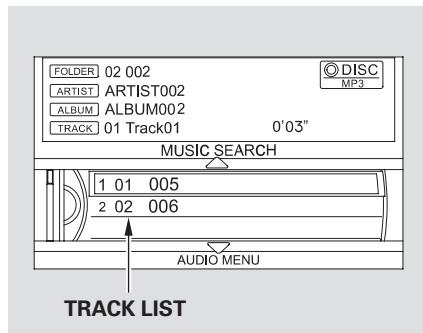 FOLDER 02 002 DISC
MP3
ARTIST ARTIST002
ALBUM ALBUM002
TRACK 01 Track01 0'03"
MUSIC SEARCH
1 01 005
2 02 006
AUDIO MENU
TRACK LIST